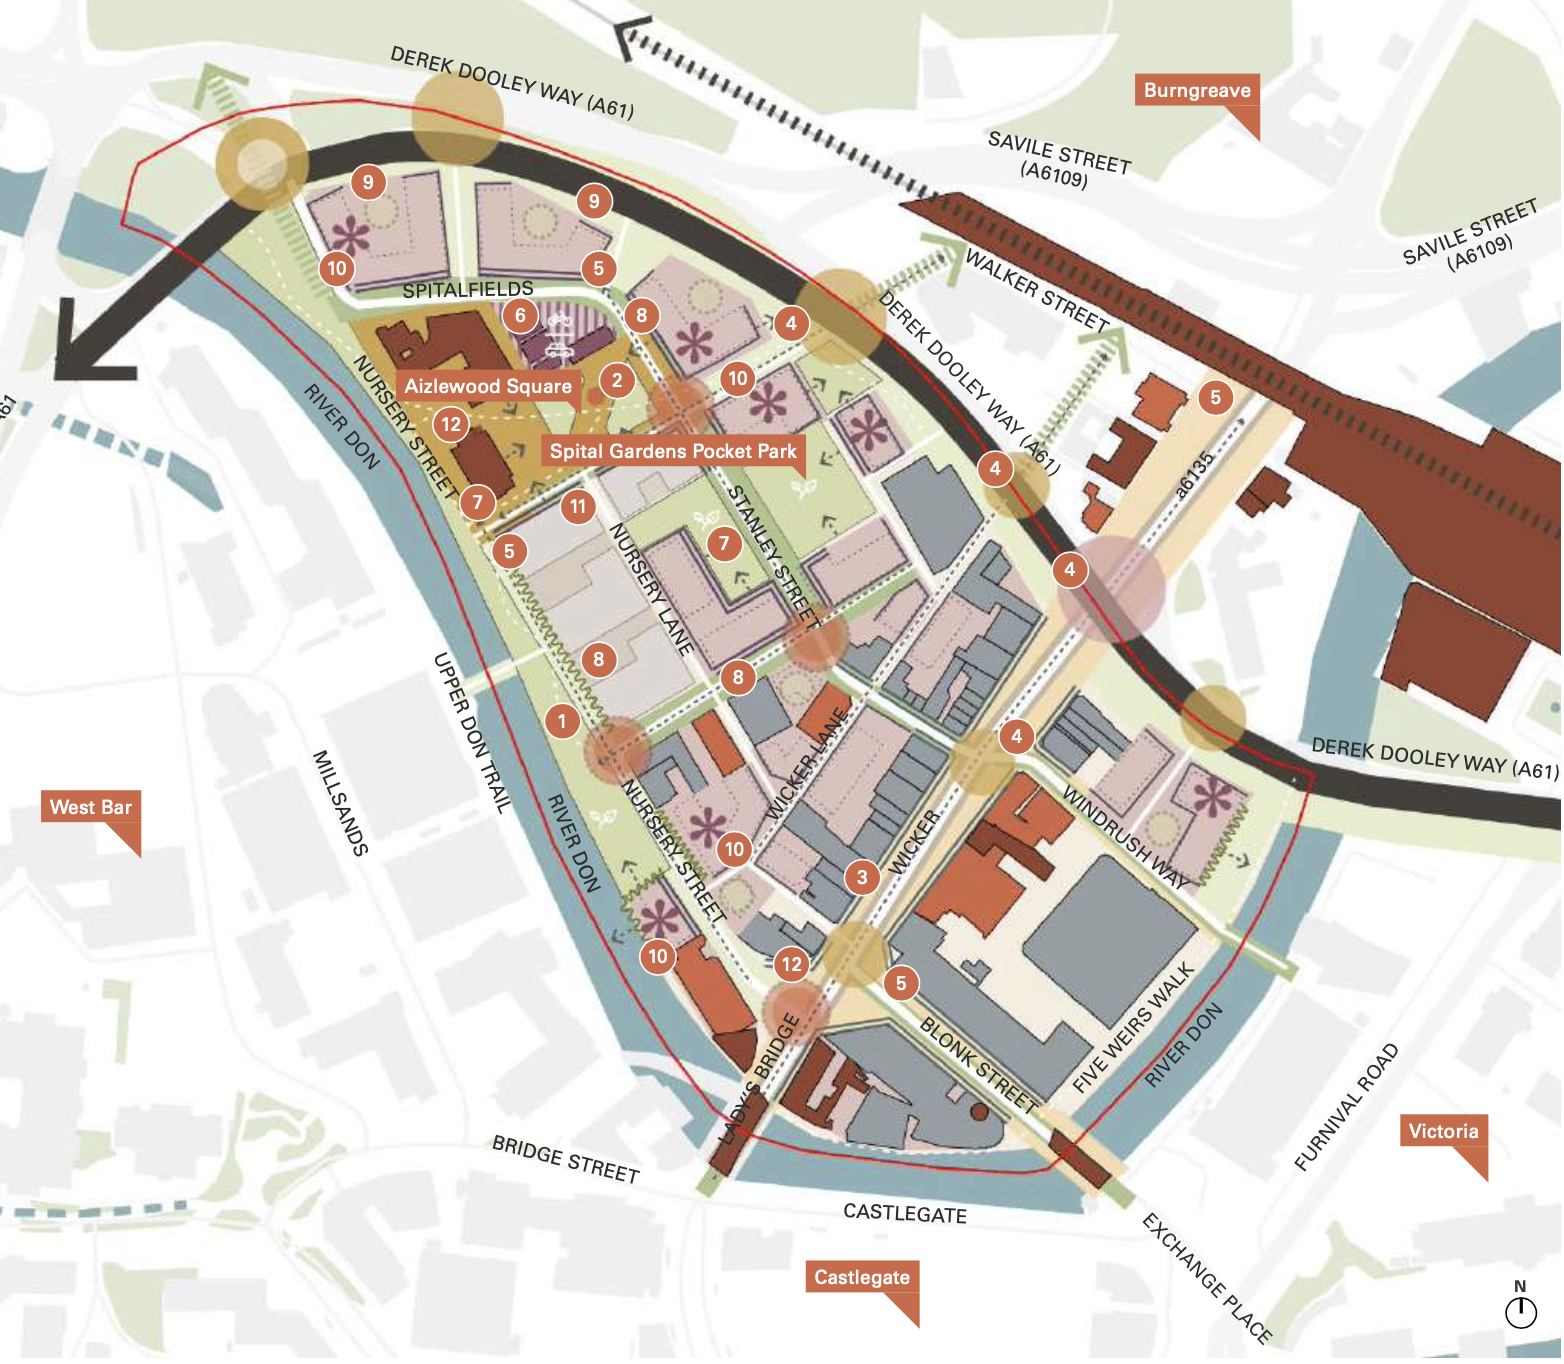 DEREK DOOLEY WAY (A61)
Burngreave
SAVILE STREET
(A6109)
SAVILE STREET
(A6109)
9
9
10
5
SPITALFIELDS
6
8
4
WALKER STREET
DEREK DOOLEY WAY (A61)
5
a6135
Aizlewood Square
2
10
12
Spital Gardens Pocket Park
4
A61
RIVER DON
NURSERY STREET
7
11
5
NURSERY LANE
7
STANLEY STREET
4
8
8
1
4
UPPER DON TRAIL
MILLSANDS
West Bar
DEREK DOOLEY WAY (A61)
WICKER LANE
WICKER
WINDRUSH WAY
RIVER DON
NURSERY STREET
10
3
10
12
5
LADY'S BRIDGE
BLONK STREET
FIVE WEIRS WALK
RIVER DON
FURNIVAL ROAD
Victoria
BRIDGE STREET
CASTLEGATE
EXCHANGE PLACE
Castlegate
N